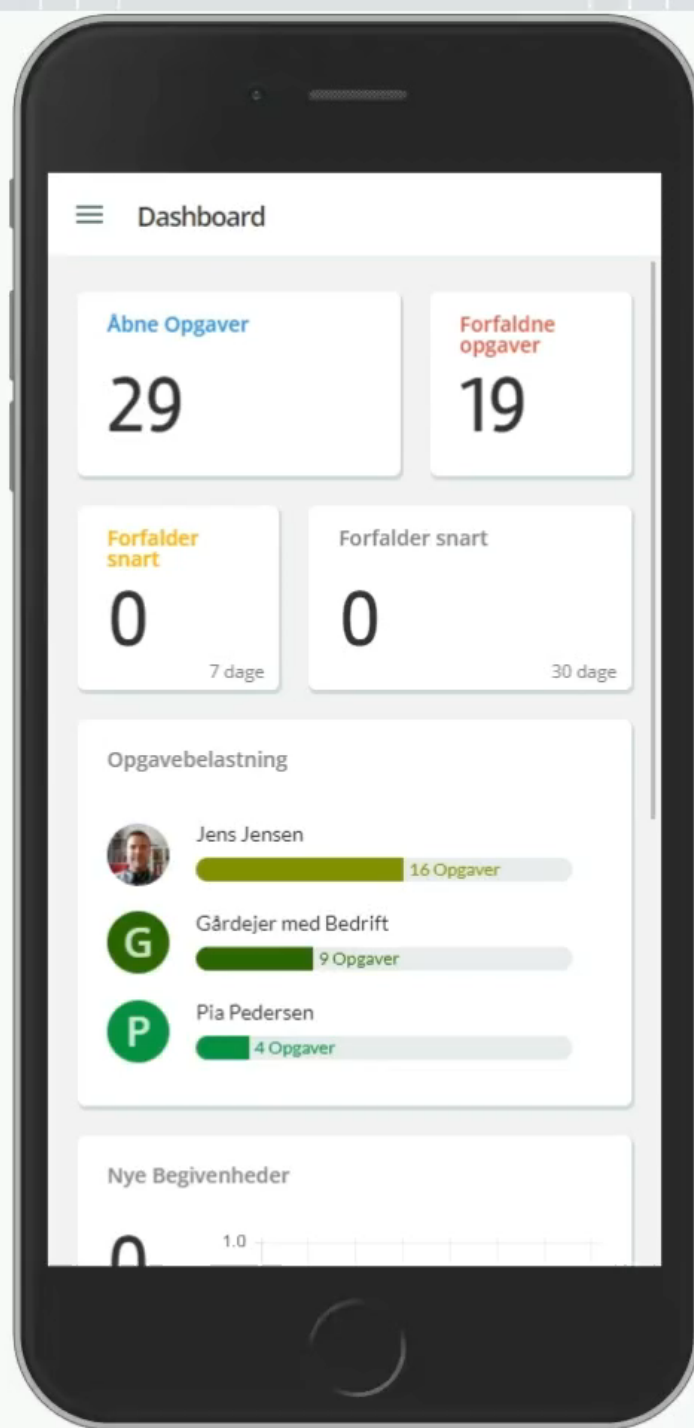 Dashboard
Åbne Opgaver
29
Forfaldne
opgaver
19
Forfalder
snart
0
7 dage
Forfalder snart
0
30 dage
Opgavebelastning
Jens Jensen
16 Opgaver
G
Gårdejer med Bedrift
9 Opgaver
P
Pia Pedersen
4 Opgaver
Nye Begivenheder
0
1.0